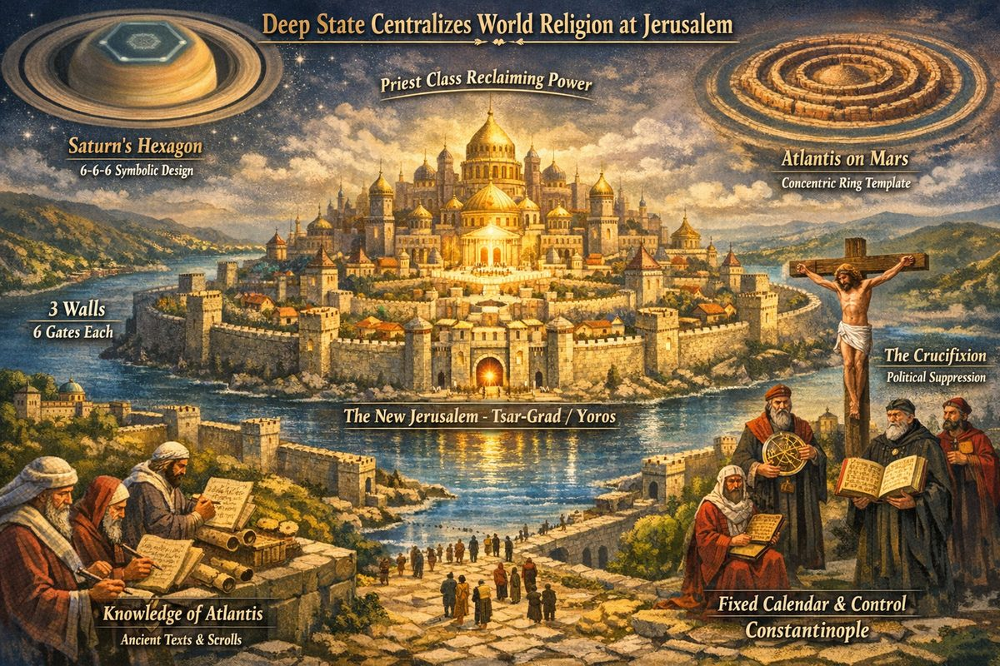 Deep State Centralizes World Religion at Jerusalem
Priest Class Reclaiming Power
Saturn's Hexagon
6-6-6 Symbolic Design
Atlantis on Mars
Concentric Ring Template
3 Walls
6 Gates Each
The Crucifixion
Political Suppression
The New Jerusalem - Tsar-Grad / Yoros
Knowledge of Atlantis
Ancient Texts & Scrolls
Fixed Calendar & Control
Constantinople